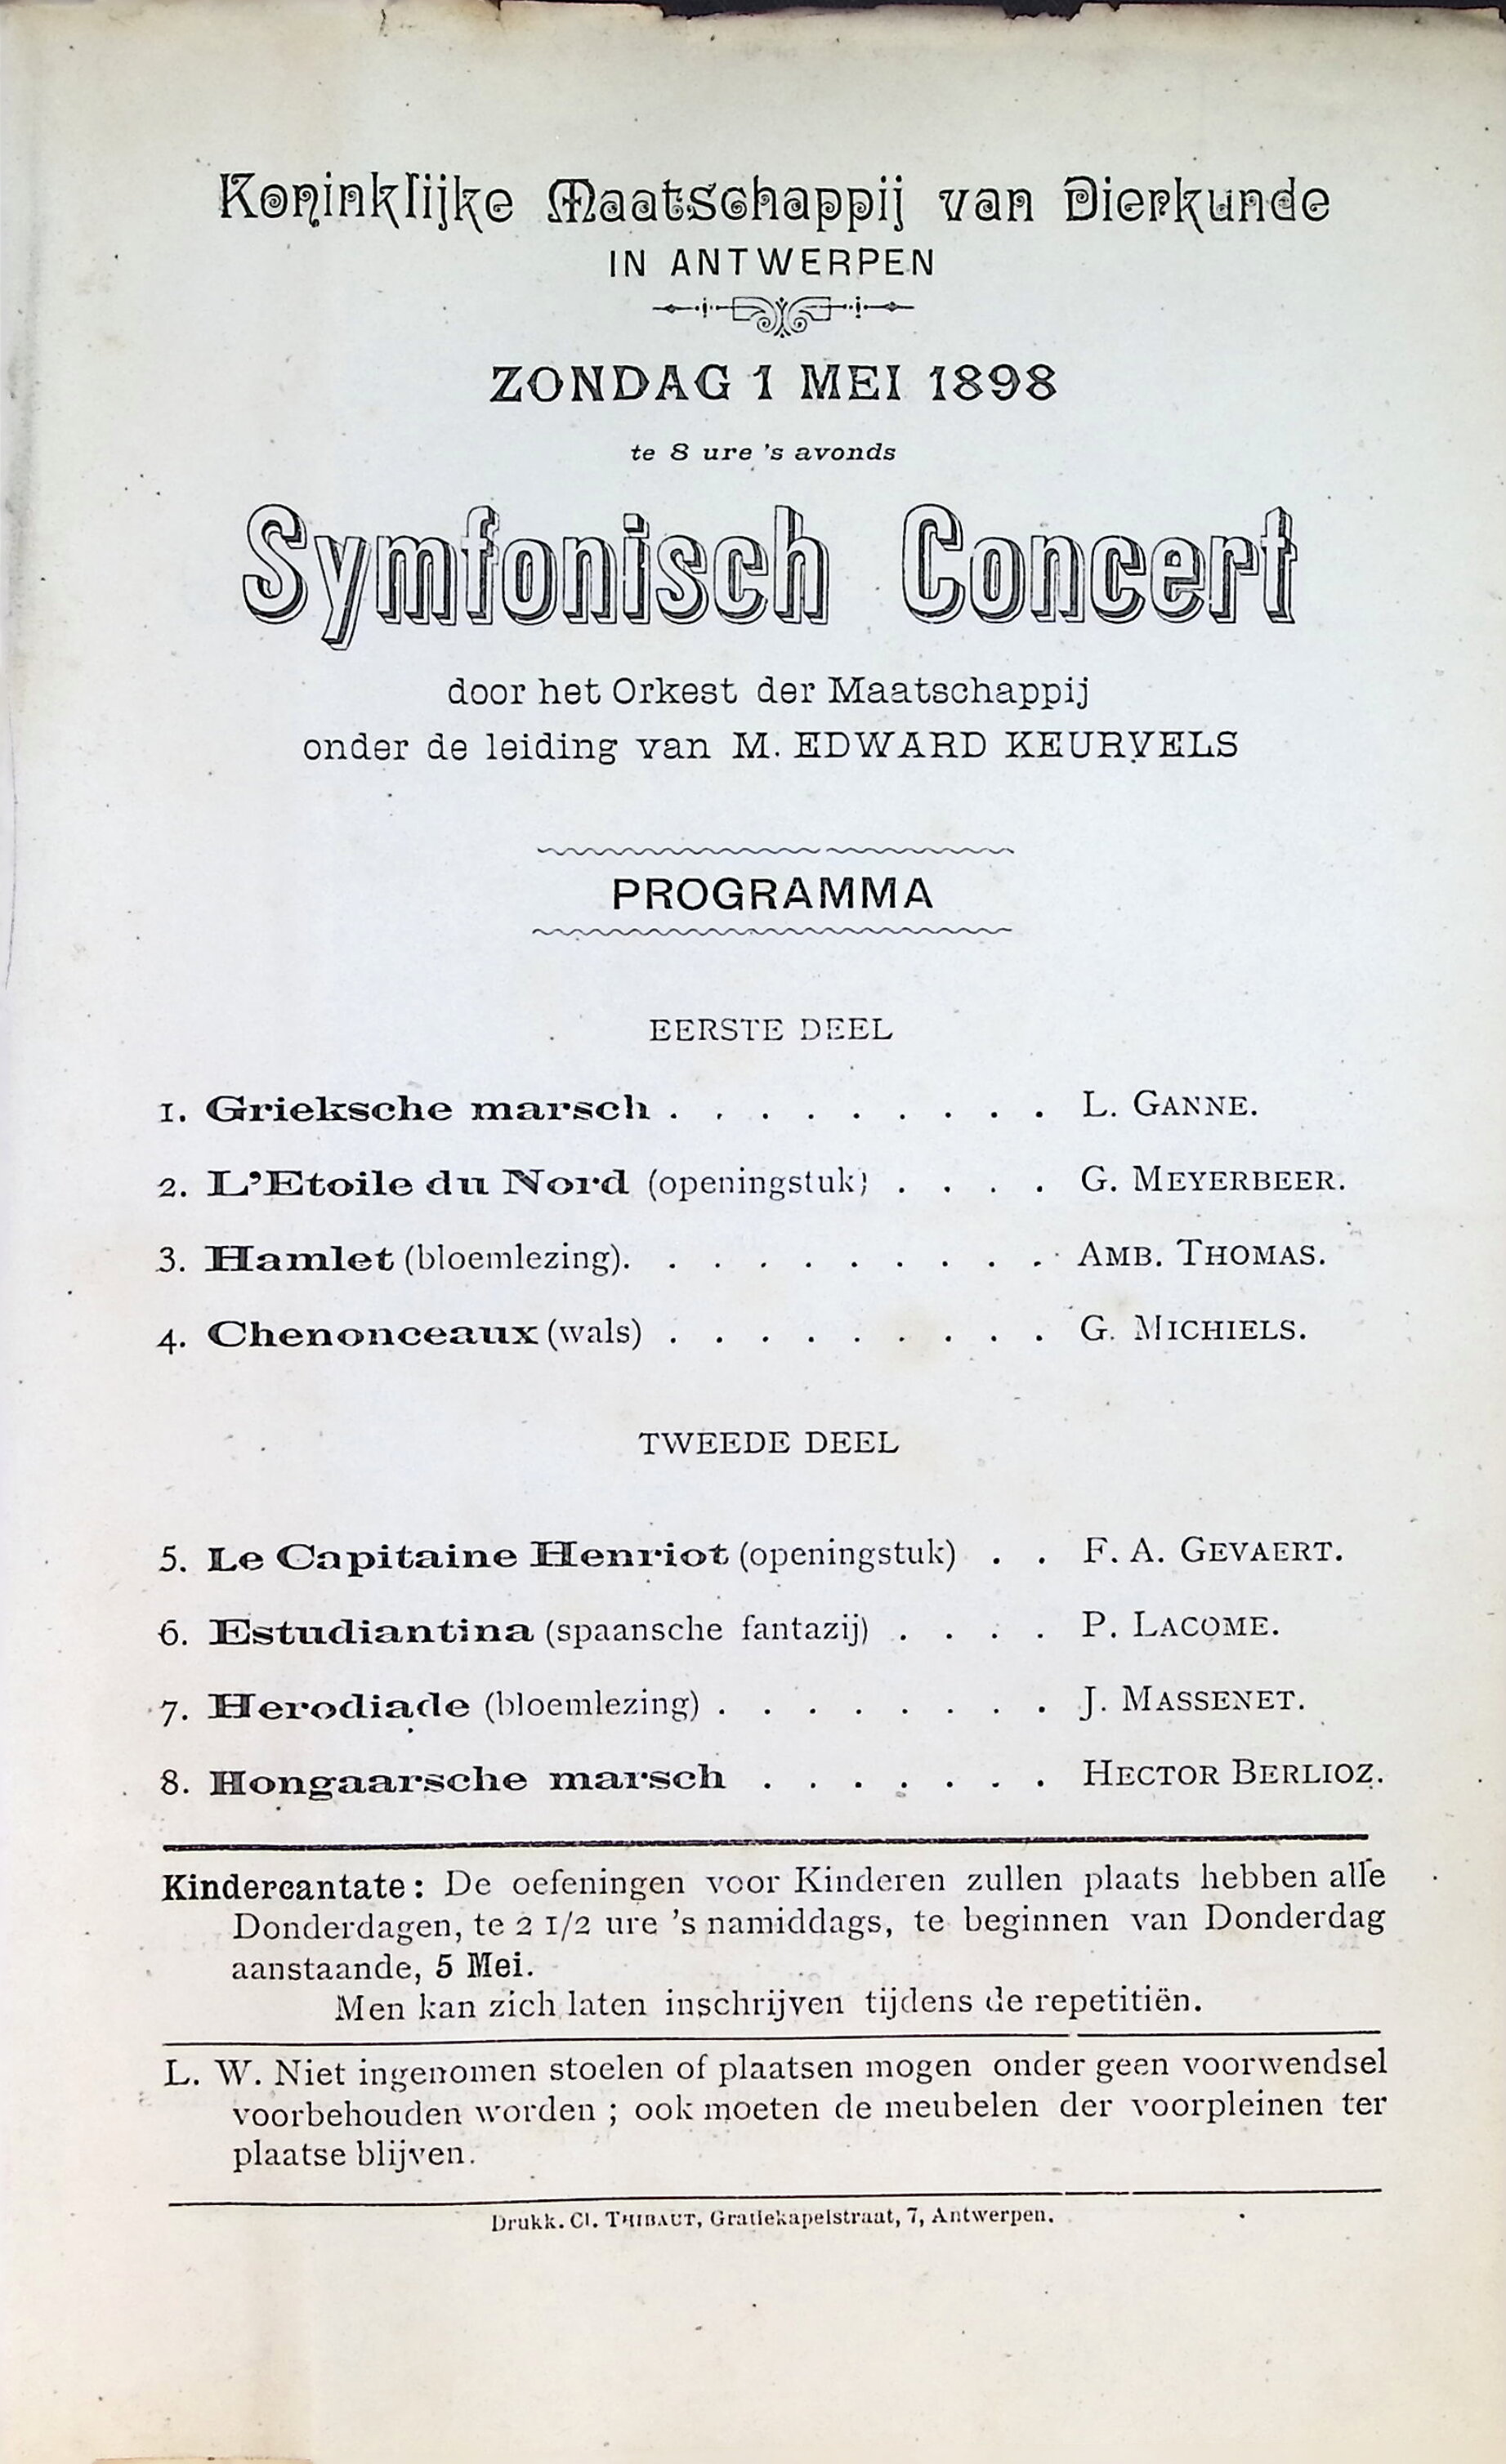 Koninklijke Maatschappij van Dierkunde
IN ANTWERPEN
ZONDAG 1 MEI 1898
te 8 ure 's avonds
Symfonisch Concert
door het Orkest der Maatschappij
onder de leiding van M. EDWARD KEURVELS
PROGRAMMA
EERSTE DEEL
1. Grieksche marsch . . . . . . . . . L. GANNE.
2. L'Etoile du Nord (openingstuk) . . . . G. MEYERBEER.
3. Hamlet (bloemlezing). . . . . . . . . . AMB. THOMAS.
4. Chenonceaux (wals) . . . . . . . . . G. MICHIELS.
TWEEDE DEEL
5. Le Capitaine Henriot (openingstuk) . . F. A. GEVAERT.
6. Estudiantina (spaansche fantazij) . . . . P. LACOME.
7. Herodiade (bloemlezing) . . . . . . . . J. MASSENET.
8. Hongaarsche marsch . . . . . . . HECTOR BERLIOZ.
Kindercantate: De oefeningen voor Kinderen zullen plaats hebben alle
Donderdagen, te 2 1/2 ure 's namiddags, te beginnen van Donderdag
aanstaande, 5 Mei.
Men kan zich laten inschrijven tijdens de repetitiën.
L. W. Niet ingenomen stoelen of plaatsen mogen onder geen voorwendsel
voorbehouden worden ; ook moeten de meubelen der voorpleinen ter
plaatse blijven.
Drukk. Cl. THIBAUT, Gratiekapelstraat, 7, Antwerpen.